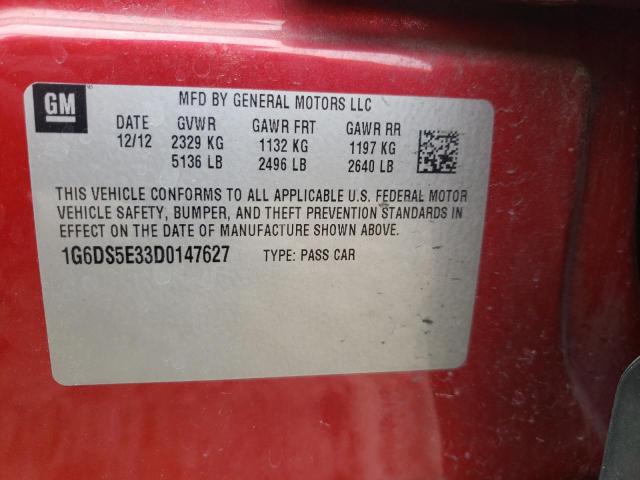 GM
MFD BY GENERAL MOTORS LLC
DATE GVWR GAWR FRT GAWR RR
12/12 2329 KG 1132 KG 1197 KG
5136 LB 2496 LB 2640 LB
THIS VEHICLE CONFORMS TO ALL APPLICABLE U.S. FEDERAL MOTOR
VEHICLE SAFETY, BUMPER, AND THEFT PREVENTION STANDARDS IN
EFFECT ON THE DATE OF MANUFACTURE SHOWN ABOVE.
1G6DS5E33D0147627 TYPE: PASS CAR